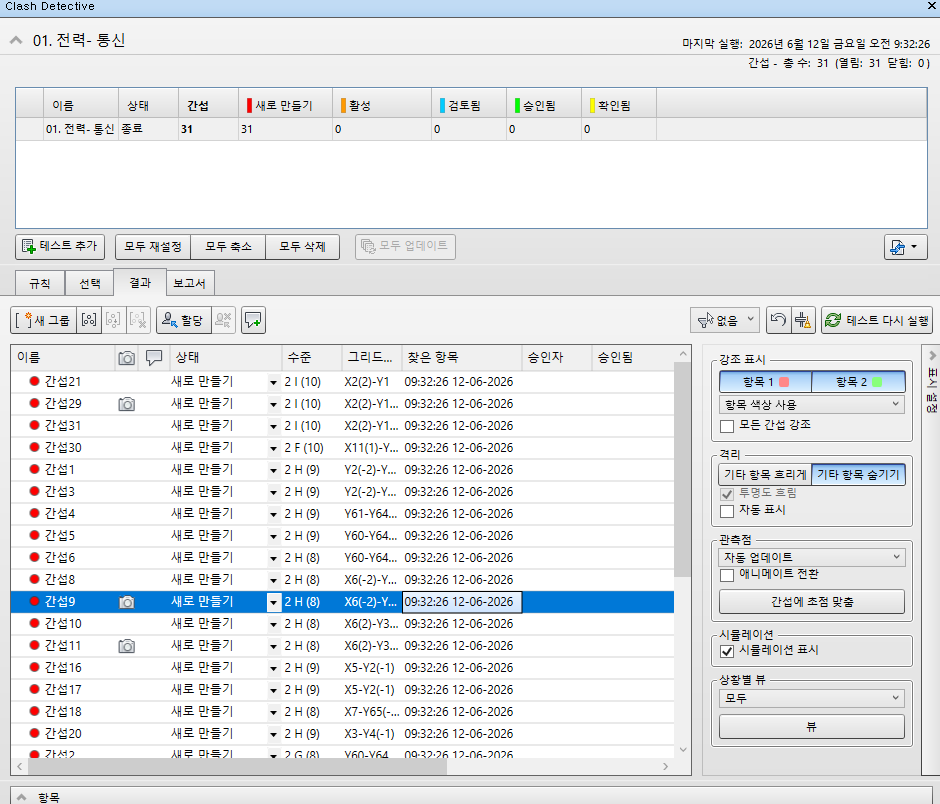 Clash Detective
01. 전력- 통신
마지막 실행: 2026년 6월 12일 금요일 오전 9:32:26
간섭 - 총 수: 31 (열림: 31 닫힘: 0)
이름 상태 간섭 새로 만들기 활성 검토됨 승인됨 확인됨
01. 전력- 통신 종료 31 31 0 0 0 0
테스트 추가 모두 재설정 모두 축소 모두 삭제 모두 업데이트
규칙 선택 결과 보고서
새 그룹 할당 없음 테스트 다시 실행
이름 상태 수준 그리드... 찾은 항목 승인자 승인됨
간섭21 새로 만들기 2 I (10) X2(2)-Y1 09:32:26 12-06-2026
간섭29 새로 만들기 2 I (10) X2(2)-Y1... 09:32:26 12-06-2026
간섭31 새로 만들기 2 I (10) X2(2)-Y1... 09:32:26 12-06-2026
간섭30 새로 만들기 2 F (10) X11(1)-Y... 09:32:26 12-06-2026
간섭1 새로 만들기 2 H (9) Y2(-2)-Y... 09:32:26 12-06-2026
간섭3 새로 만들기 2 H (9) Y2(-2)-Y... 09:32:26 12-06-2026
간섭4 새로 만들기 2 H (9) Y61-Y64... 09:32:26 12-06-2026
간섭5 새로 만들기 2 H (9) Y60-Y64... 09:32:26 12-06-2026
간섭6 새로 만들기 2 H (8) Y60-Y64... 09:32:26 12-06-2026
간섭8 새로 만들기 2 H (8) X6(-2)-Y... 09:32:26 12-06-2026
간섭9 새로 만들기 2 H (8) X6(-2)-Y... 09:32:26 12-06-2026
간섭10 새로 만들기 2 H (8) X6(2)-Y3... 09:32:26 12-06-2026
간섭11 새로 만들기 2 H (8) X6(2)-Y3... 09:32:26 12-06-2026
간섭16 새로 만들기 2 H (9) X5-Y2(-1) 09:32:26 12-06-2026
간섭17 새로 만들기 2 H (9) X5-Y2(-1) 09:32:26 12-06-2026
간섭18 새로 만들기 2 H (8) X7-Y65(-... 09:32:26 12-06-2026
간섭20 새로 만들기 2 H (9) X3-Y4(-1) 09:32:26 12-06-2026
간섭2 새로 만들기 2 G (8) Y60-Y64 09:32:26 12-06-2026
강조 표시
항목 1 항목 2
항목 색상 사용
모든 간섭 강조
격리
기타 항목 흐리게 기타 항목 숨기기
투명도 흐림
자동 표시
관측점
자동 업데이트
애니메이트 전환
간섭에 초점 맞춤
시뮬레이션
시뮬레이션 표시
상황별 뷰
모두
뷰
표시 설정
항목